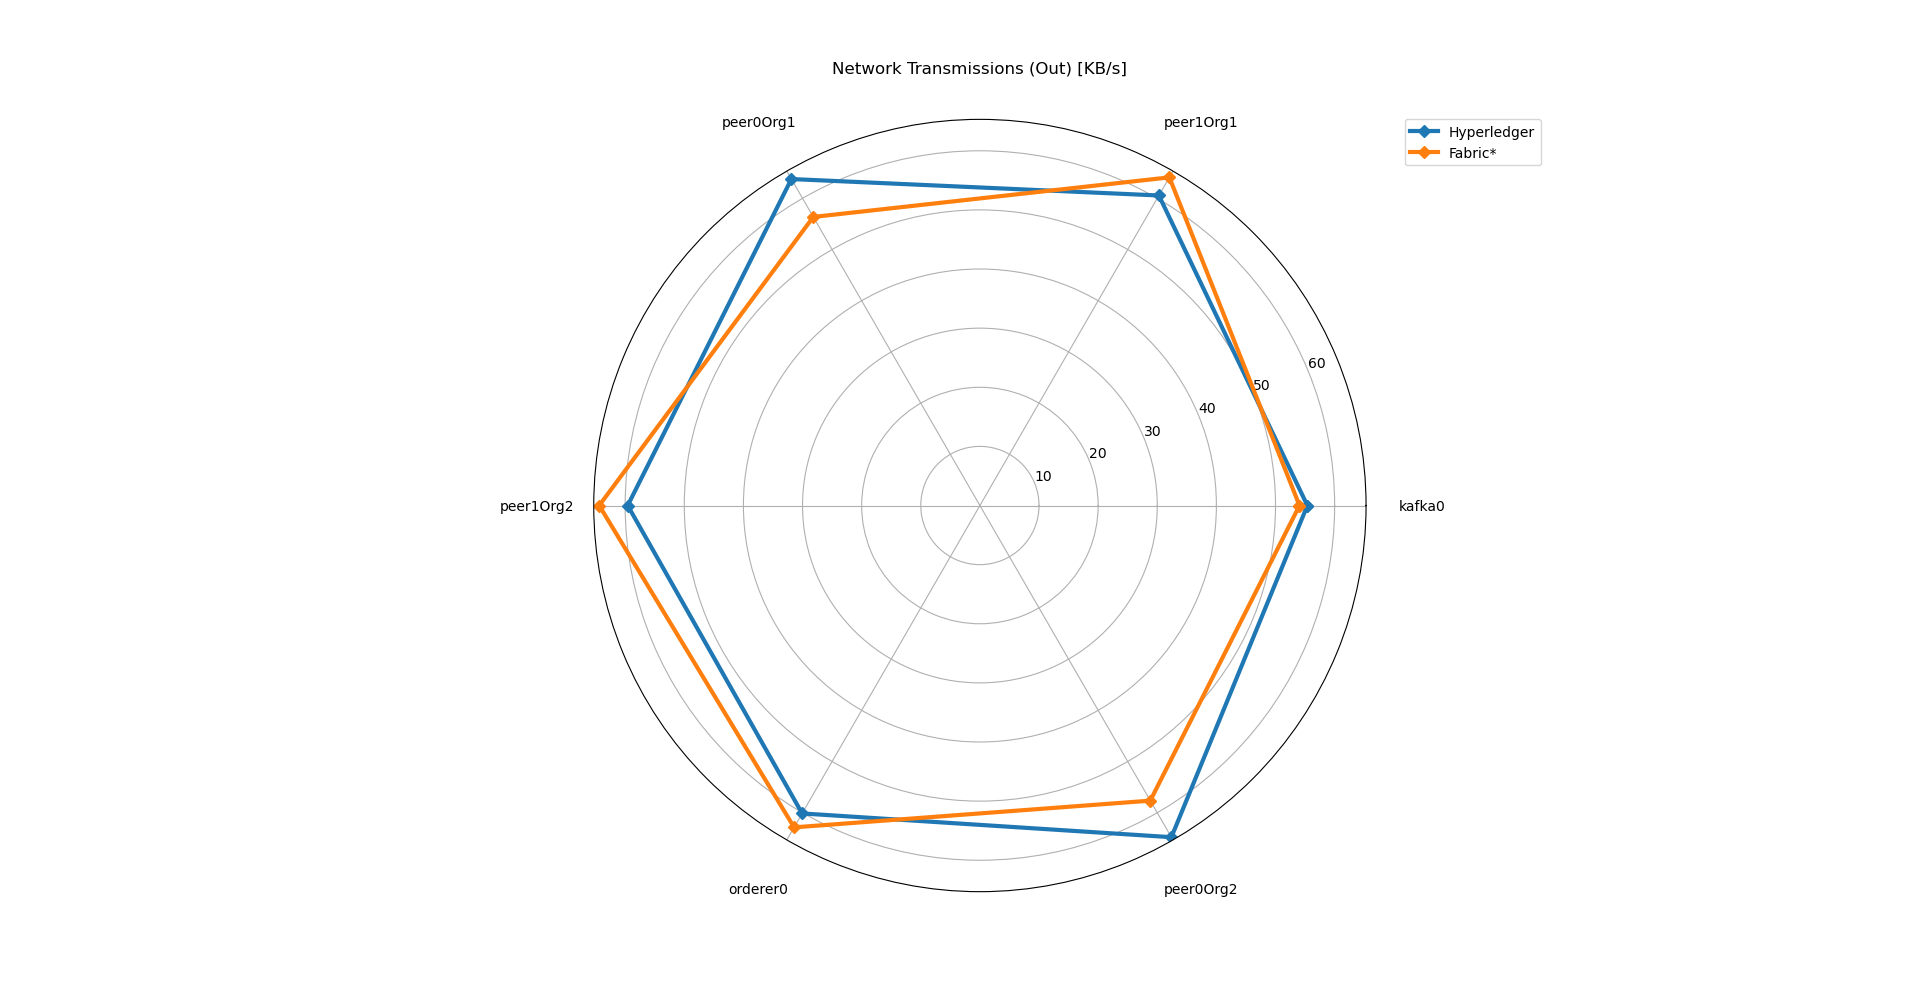 Network Transmissions (Out) [KB/s]
peer0Org1
peer1Org1
Hyperledger
Fabric*
60
50
40
30
20
10
peer1Org2
kafka0
orderer0
peer0Org2